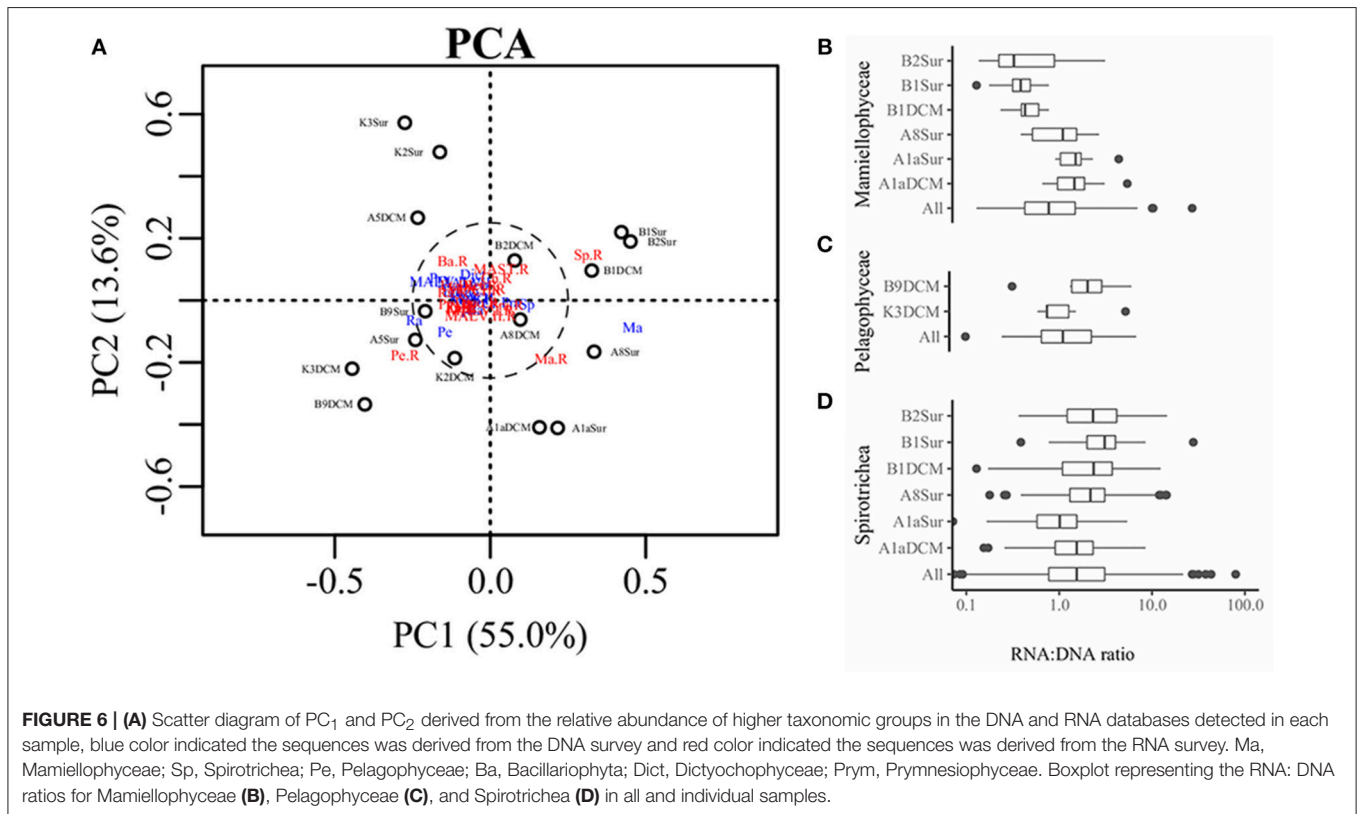 A
PCA
0.6
0.2
-0.2
-0.6
PC2 (13.6%)
K3Sur
K2Sur
A5DCM
B2DCM
B1Sur
B2Sur
Sp.R
B1DCM
Ba.R
MAST.R
Dict
B9Sur
Ra
Pe
Sp
A8DCM
Ma
A5Sur
Pe.R
K2DCM
Ma.R
A8Sur
K3DCM
B9DCM
A1aDCM
A1aSur
-0.5
0.0
0.5
PC1 (55.0%)
B
Mamiellophyceae
B2Sur
B1Sur
B1DCM
A8Sur
A1aSur
A1aDCM
All
C
Pelagophyceae
B9DCM
K3DCM
All
D
Spirotrichea
B2Sur
B1Sur
B1DCM
A8Sur
A1aSur
A1aDCM
All
0.1
1.0
10.0
100.0
RNA:DNA ratio
FIGURE 6 | (A) Scatter diagram of PC1 and PC2 derived from the relative abundance of higher taxonomic groups in the DNA and RNA databases detected in each
sample, blue color indicated the sequences was derived from the DNA survey and red color indicated the sequences was derived from the RNA survey. Ma,
Mamiellophyceae; Sp, Spirotrichea; Pe, Pelagophyceae; Ba, Bacillariophyta; Dict, Dictyochophyceae; Prym, Prymnesiophyceae. Boxplot representing the RNA: DNA
ratios for Mamiellophyceae (B), Pelagophyceae (C), and Spirotrichea (D) in all and individual samples.